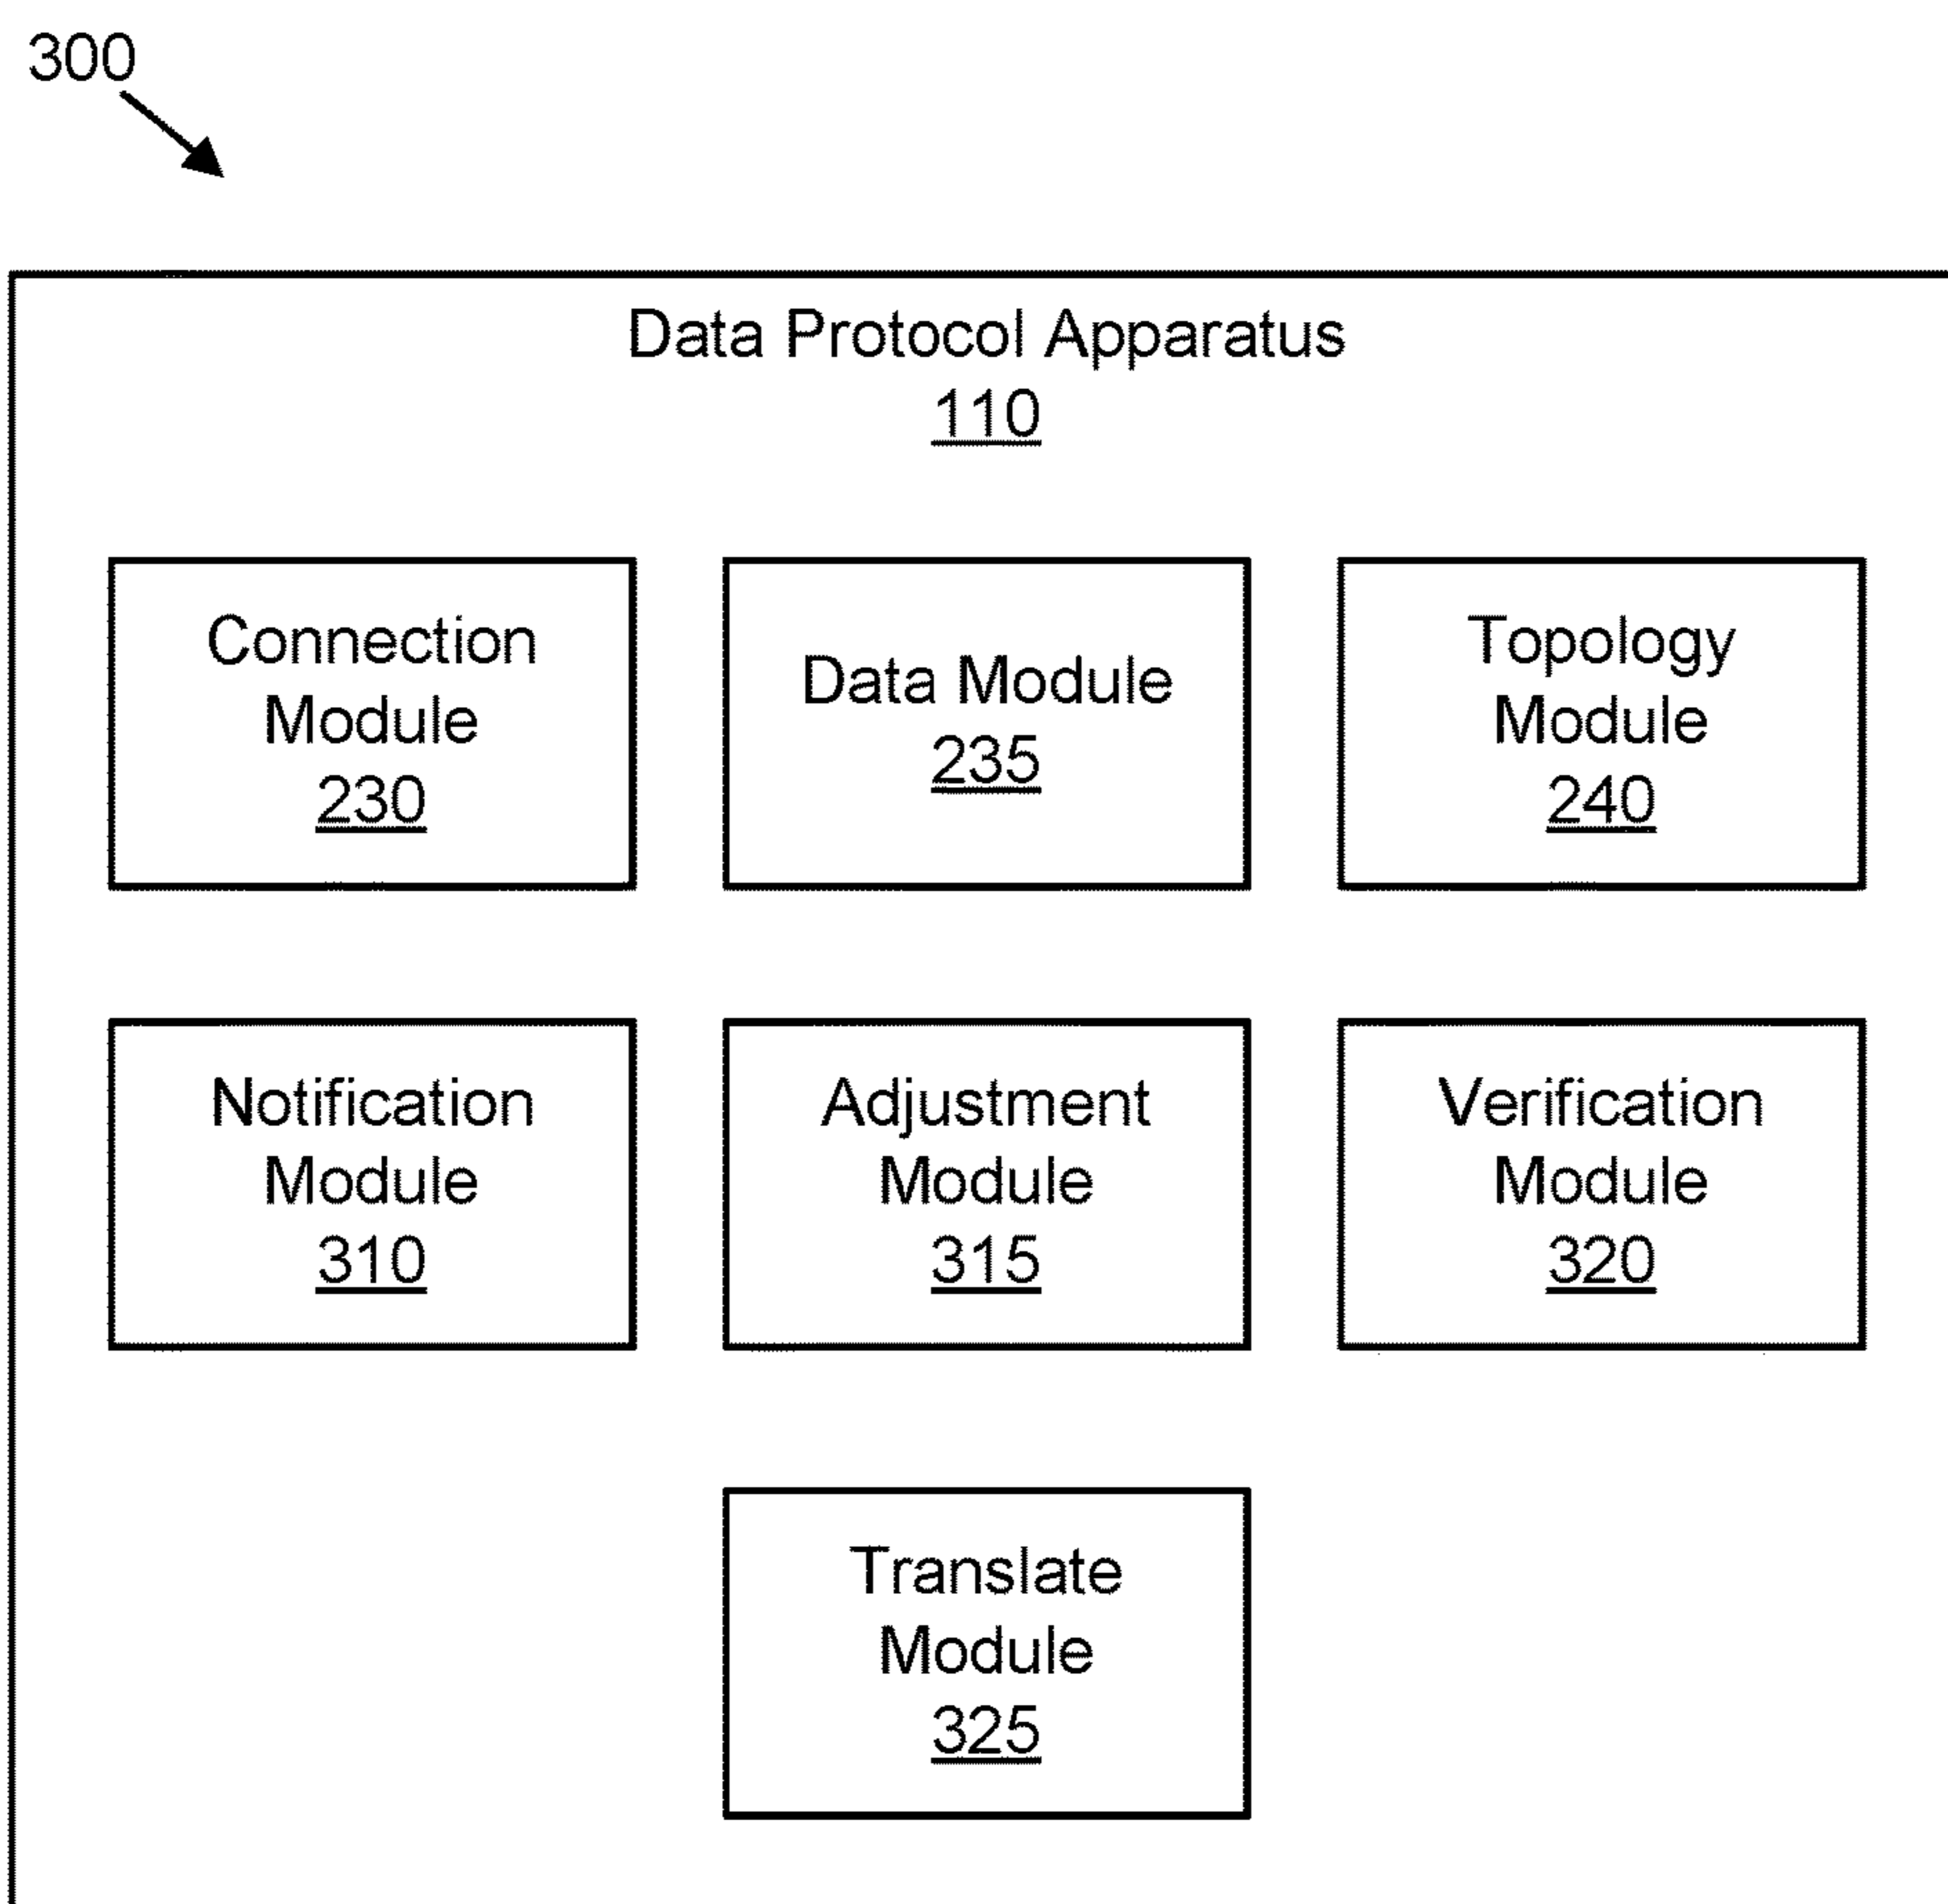 300
Data Protocol Apparatus
110
Connection
Module
230
Data Module
235
Topology
Module
240
Notification
Module
310
Adjustment
Module
315
Verification
Module
320
Translate
Module
325